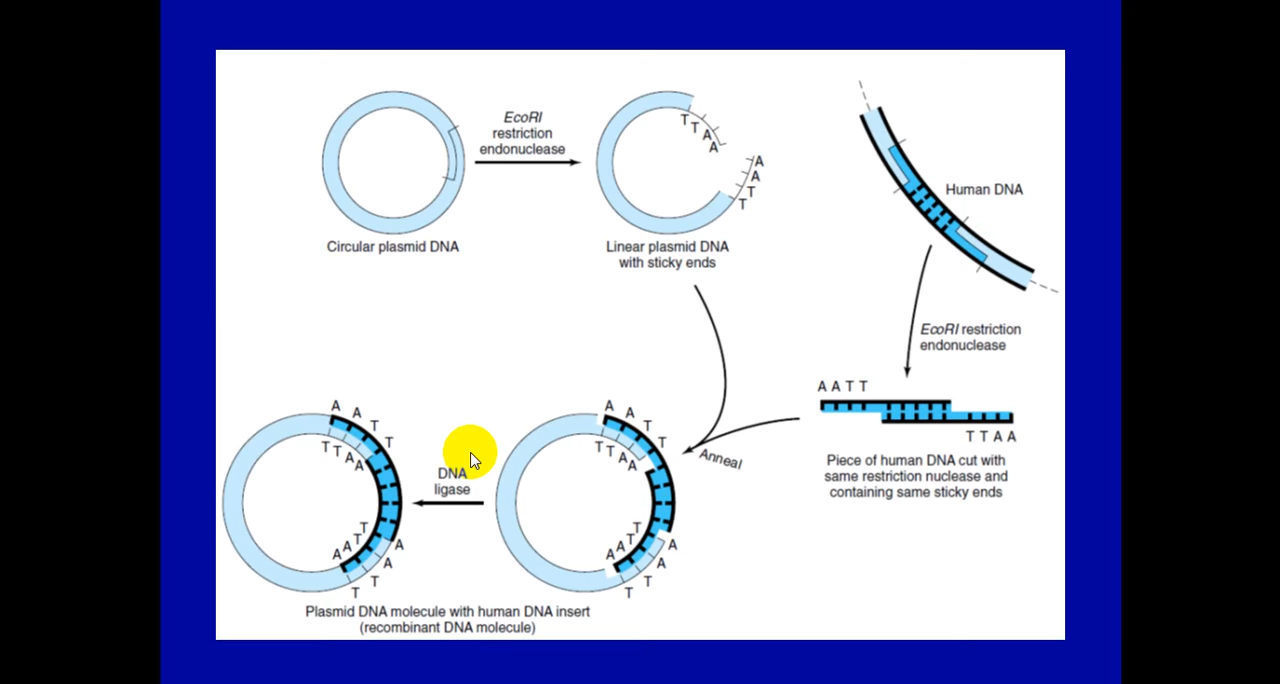 EcoRI
restriction
endonuclease
T
T
A
A
A
A
T
T
Circular plasmid DNA
Linear plasmid DNA
with sticky ends
Human DNA
EcoRI restriction
endonuclease
A A T T
T T A A
Piece of human DNA cut with
same restriction nuclease and
containing same sticky ends
Anneal
A
A
T
T
T
T
A
A
T
T
A
A
A
A
T
T
DNA
ligase
A
A
T
T
T
T
A
A
T
T
A
A
A
A
T
T
Plasmid DNA molecule with human DNA insert
(recombinant DNA molecule)